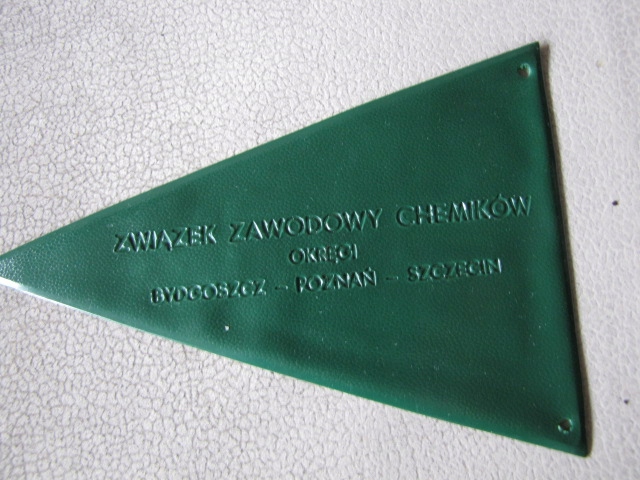 ZWIĄZEK ZAWODOWY CHEMIKÓW
OKRĘGI
BYDGOSZCZ – POZNAŃ – SZCZECIN